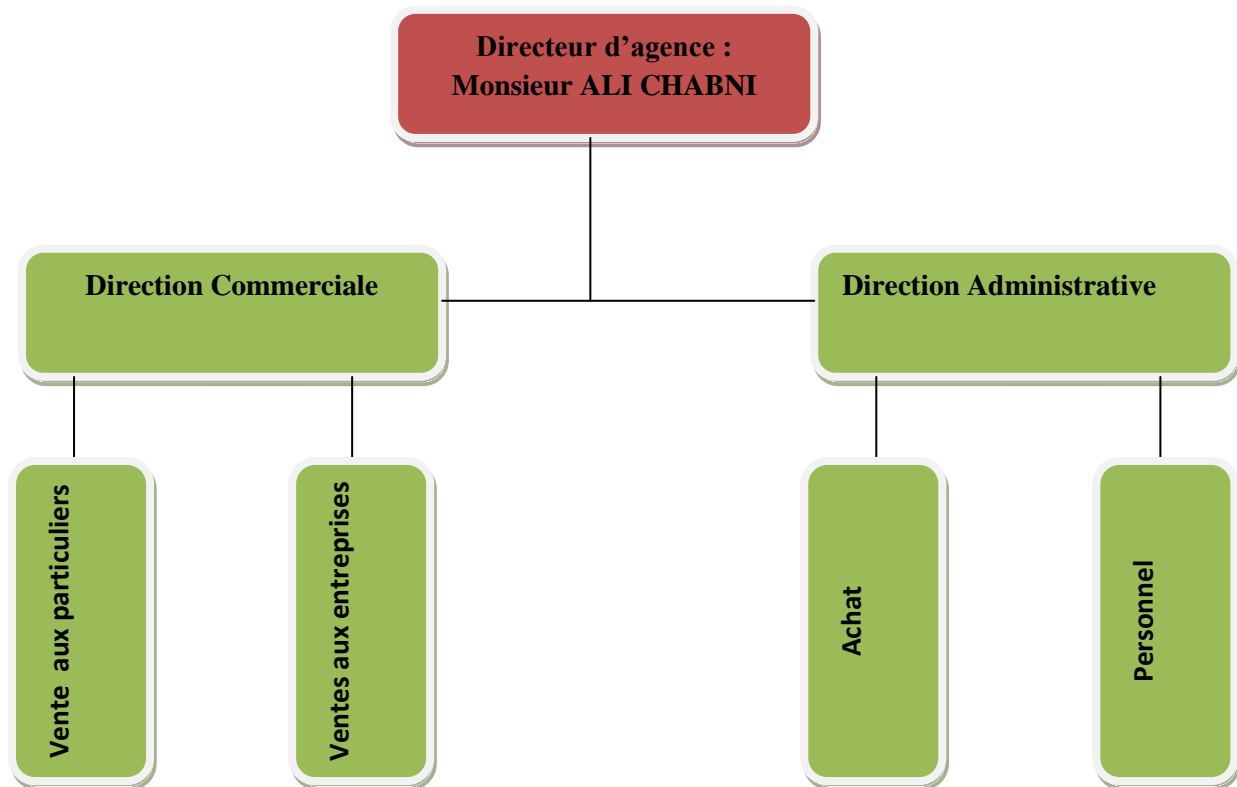 Directeur d’agence :
Monsieur ALI CHABNI
Direction Commerciale
Direction Administrative
Vente aux particuliers
Ventes aux entreprises
Achat
Personnel